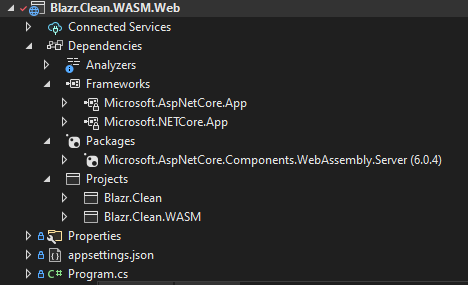 Blazr.Clean.WASM.Web
Connected Services
Dependencies
Analyzers
Frameworks
Microsoft.AspNetCore.App
Microsoft.NETCore.App
Packages
Microsoft.AspNetCore.Components.WebAssembly.Server (6.0.4)
Projects
Blazr.Clean
Blazr.Clean.WASM
Properties
appsettings.json
C# Program.cs